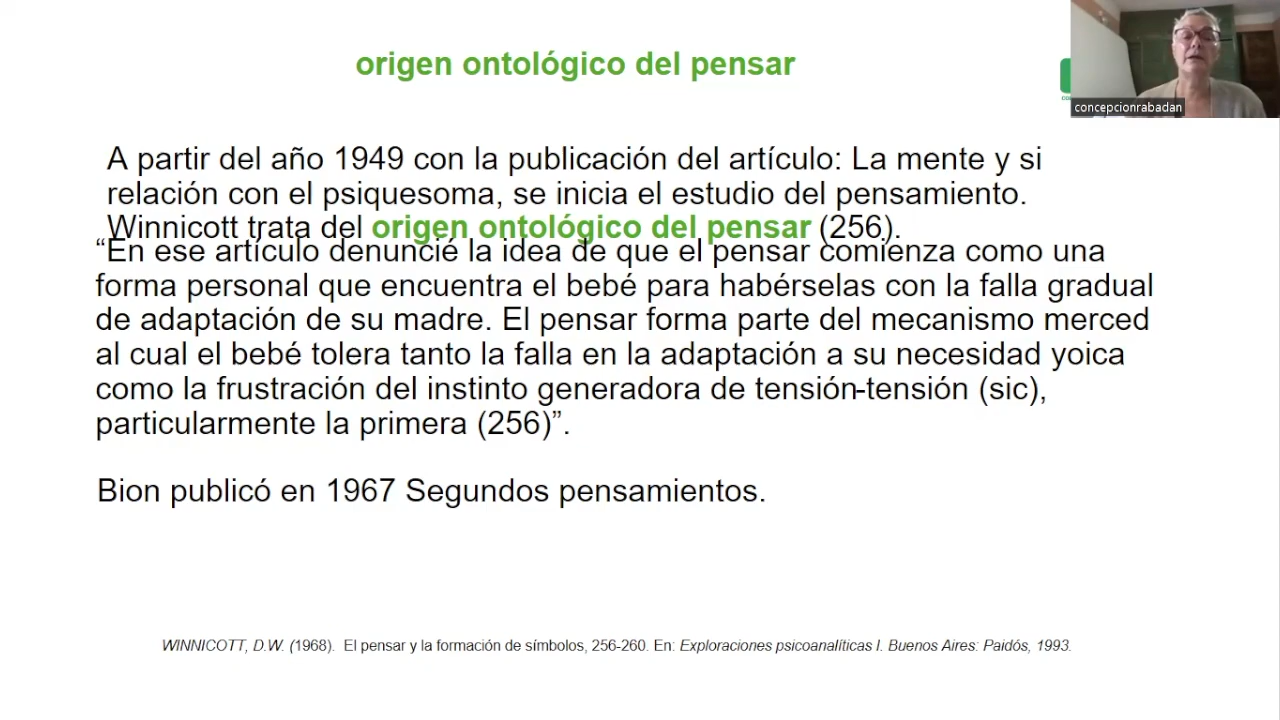 origen ontológico del pensar
concepcionrabadan
A partir del año 1949 con la publicación del artículo: La mente y si
relación con el psiquesoma, se inicia el estudio del pensamiento.
Winnicott trata del origen ontológico del pensar (256).
“En ese artículo denuncié la idea de que el pensar comienza como una
forma personal que encuentra el bebé para habérselas con la falla gradual
de adaptación de su madre. El pensar forma parte del mecanismo merced
al cual el bebé tolera tanto la falla en la adaptación a su necesidad yoica
como la frustración del instinto generadora de tensión-tensión (sic),
particularmente la primera (256)”.
Bion publicó en 1967 Segundos pensamientos.
WINNICOTT, D.W. (1968). El pensar y la formación de símbolos, 256-260. En: Exploraciones psicoanalíticas I. Buenos Aires: Paidós, 1993.